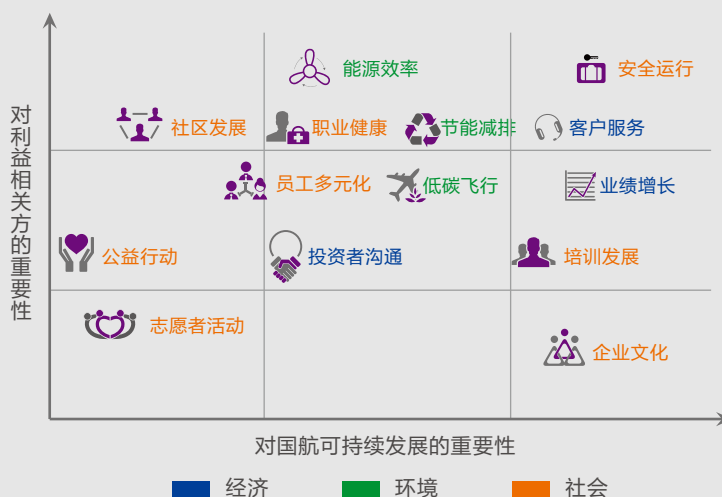 能源效率
安全运行
社区发展
职业健康
节能减排
客户服务
员工多元化
低碳飞行
业绩增长
公益行动
投资者沟通
培训发展
志愿者活动
企业文化
对利益相关方的重要性
对国航可持续发展的重要性
经济
环境
社会